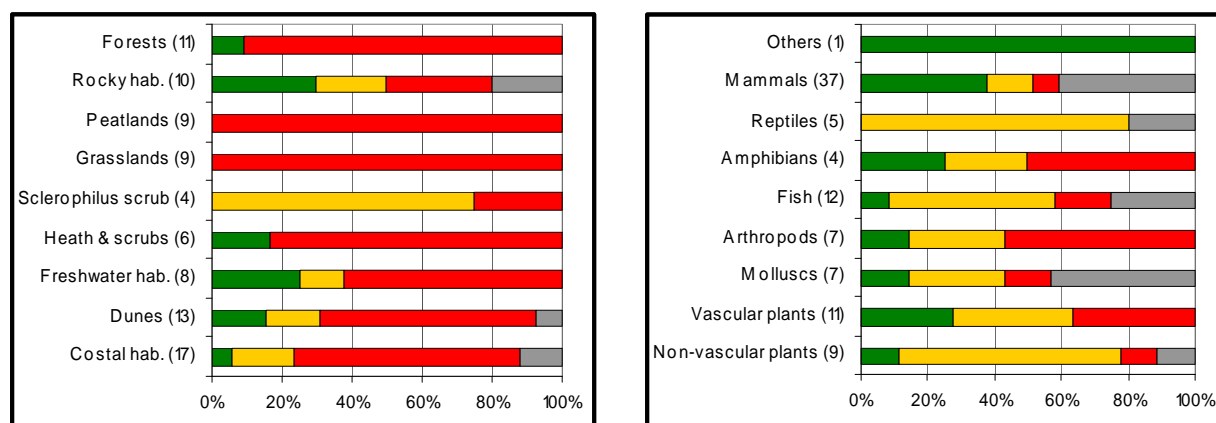 Forests (11)
Rocky hab. (10)
Peatlands (9)
Grasslands (9)
Sclerophilus scrub (4)
Heath & scrubs (6)
Freshwater hab. (8)
Dunes (13)
Costal hab. (17)
0% 20% 40% 60% 80% 100%
Others (1)
Mammals (37)
Reptiles (5)
Amphibians (4)
Fish (12)
Arthropods (7)
Molluscs (7)
Vascular plants (11)
Non-vascular plants (9)
0% 20% 40% 60% 80% 100%